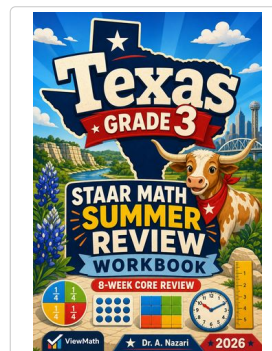 Texas
GRADE 3
STAAR MATH
SUMMER
REVIEW
WORKBOOK
8-WEEK CORE REVIEW
ViewMath
Dr. A. Nazari
2026